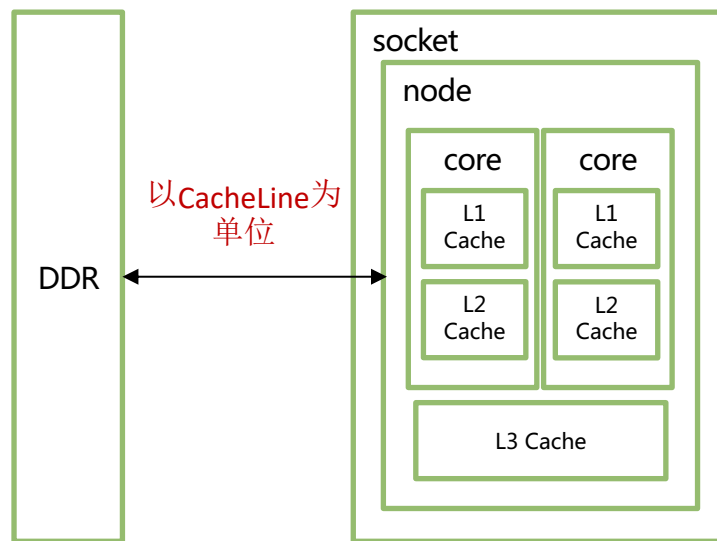 socket
node
core
core
以CacheLine为
单位
L1
Cache
L1
Cache
DDR
L2
Cache
L2
Cache
L3 Cache